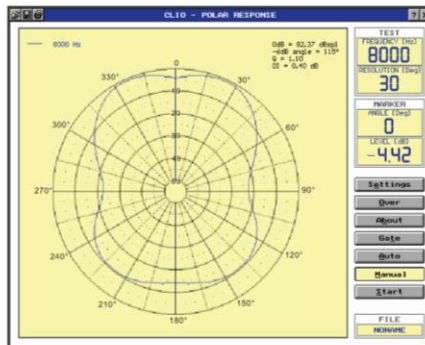 CLIO - POLAR RESPONSE
8000 Hz
0dB = 82.37 dBspl
-6dB angle = 115°
Q = 1.10
DI = 0.40 dB
0
330°
30°
300°
60°
270°
90°
240°
120°
210°
150°
180°
TEST
FREQUENCY [Hz]
8000
RESOLUTION [Deg]
30
MARKER
ANGLE [Deg]
0
LEVEL [dB]
-4.42
Settings
Over
About
Gate
Auto
Manual
Start
FILE
NONAME